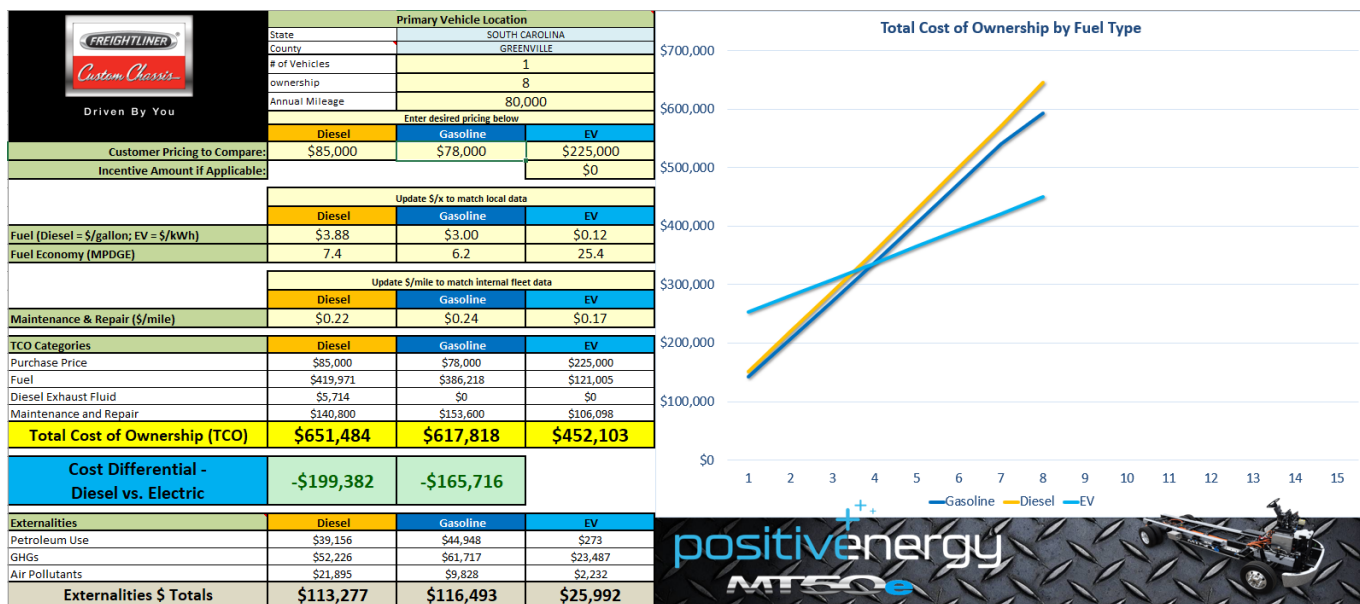 FREIGHTLINER
Custom Chassis
Driven By You
Primary Vehicle Location
State SOUTH CAROLINA
County GREENVILLE
# of Vehicles 1
ownership 8
Annual Mileage 80,000
Enter desired pricing below
Diesel Gasoline EV
Customer Pricing to Compare: $85,000 $78,000 $225,000
Incentive Amount if Applicable: $0
Update $/x to match local data
Diesel Gasoline EV
Fuel (Diesel = $/gallon; EV = $/kWh) $3.88 $3.00 $0.12
Fuel Economy (MPDGE) 7.4 6.2 25.4
Update $/mile to match internal fleet data
Diesel Gasoline EV
Maintenance & Repair ($/mile) $0.22 $0.24 $0.17
TCO Categories Diesel Gasoline EV
Purchase Price $85,000 $78,000 $225,000
Fuel $419,971 $386,218 $121,005
Diesel Exhaust Fluid $5,714 $0 $0
Maintenance and Repair $140,800 $153,600 $106,098
Total Cost of Ownership (TCO) $651,484 $617,818 $452,103
Cost Differential -
Diesel vs. Electric
-$199,382 -$165,716
Externalities Diesel Gasoline EV
Petroleum Use $39,156 $44,948 $273
GHGs $52,226 $61,717 $23,487
Air Pollutants $21,895 $9,828 $2,232
Externalities $ Totals $113,277 $116,493 $25,992
Total Cost of Ownership by Fuel Type
$700,000
$600,000
$500,000
$400,000
$300,000
$200,000
$100,000
$0
1 2 3 4 5 6 7 8 9 10 11 12 13 14 15
Gasoline Diesel EV
positivenergy
MT50e